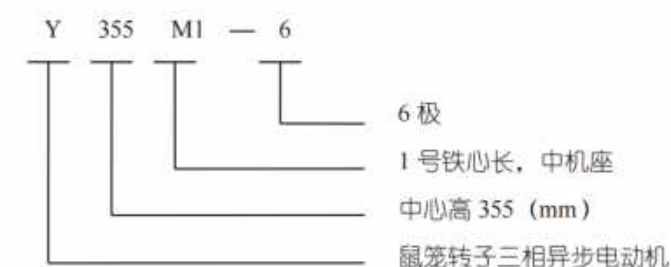 Y 355 M1 — 6
6 极
1 号铁心长，中机座
中心高 355（mm）
鼠笼转子三相异步电动机